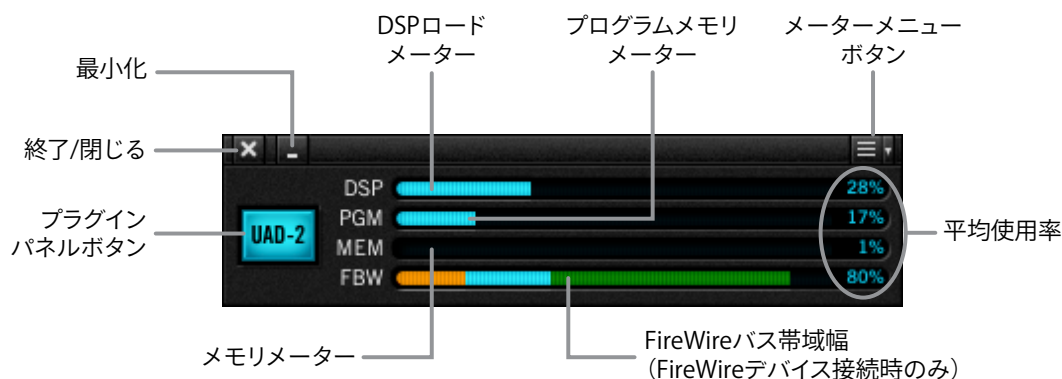 DSPロード
メーター
プログラムメモリ
メーター
メーターメニュー
ボタン
最小化
終了/閉じる
プラグイン
パネルボタン
UAD-2
DSP 28%
PGM 17%
MEM 1%
FBW 80%
平均使用率
メモリメーター
FireWireバス帯域幅
（FireWireデバイス接続時のみ）